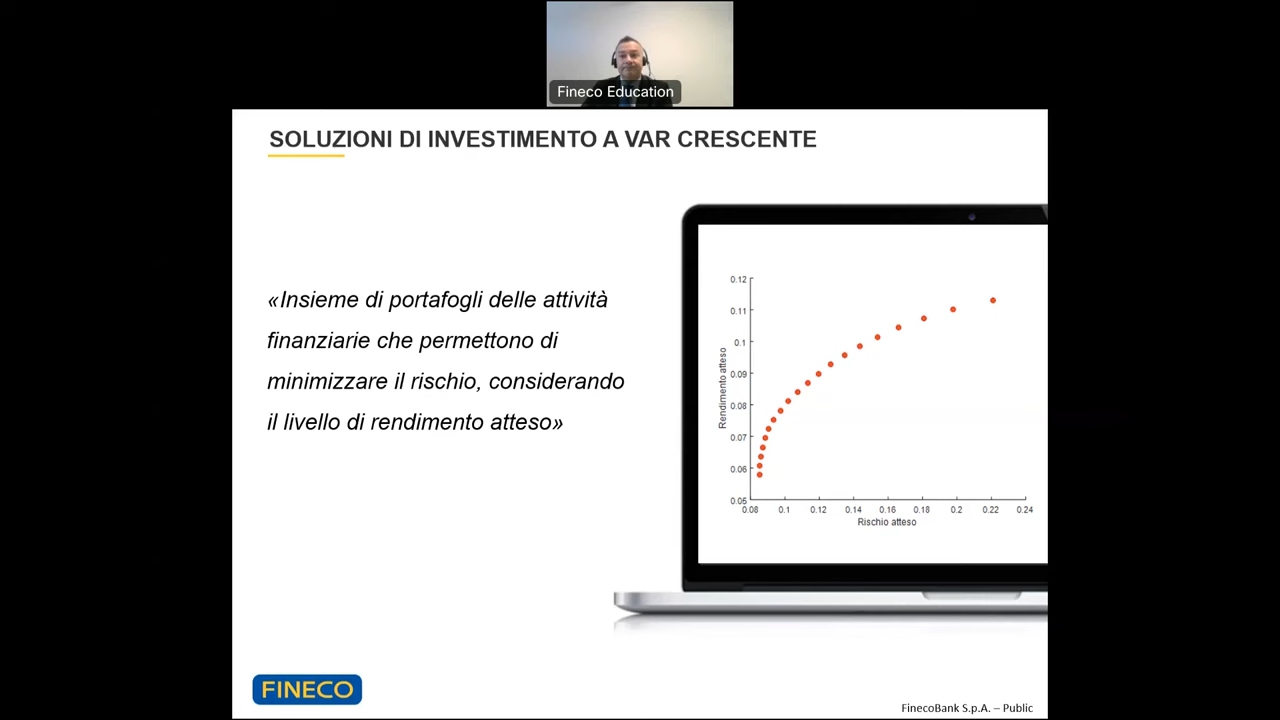 Fineco Education
SOLUZIONI DI INVESTIMENTO A VAR CRESCENTE
«Insieme di portafogli delle attività
finanziarie che permettono di
minimizzare il rischio, considerando
il livello di rendimento atteso»
Rendimento atteso
0.12
0.11
0.1
0.09
0.08
0.07
0.06
0.05
0.08 0.1 0.12 0.14 0.16 0.18 0.2 0.22 0.24
Rischio atteso
FINECO
FinecoBank S.p.A. – Public